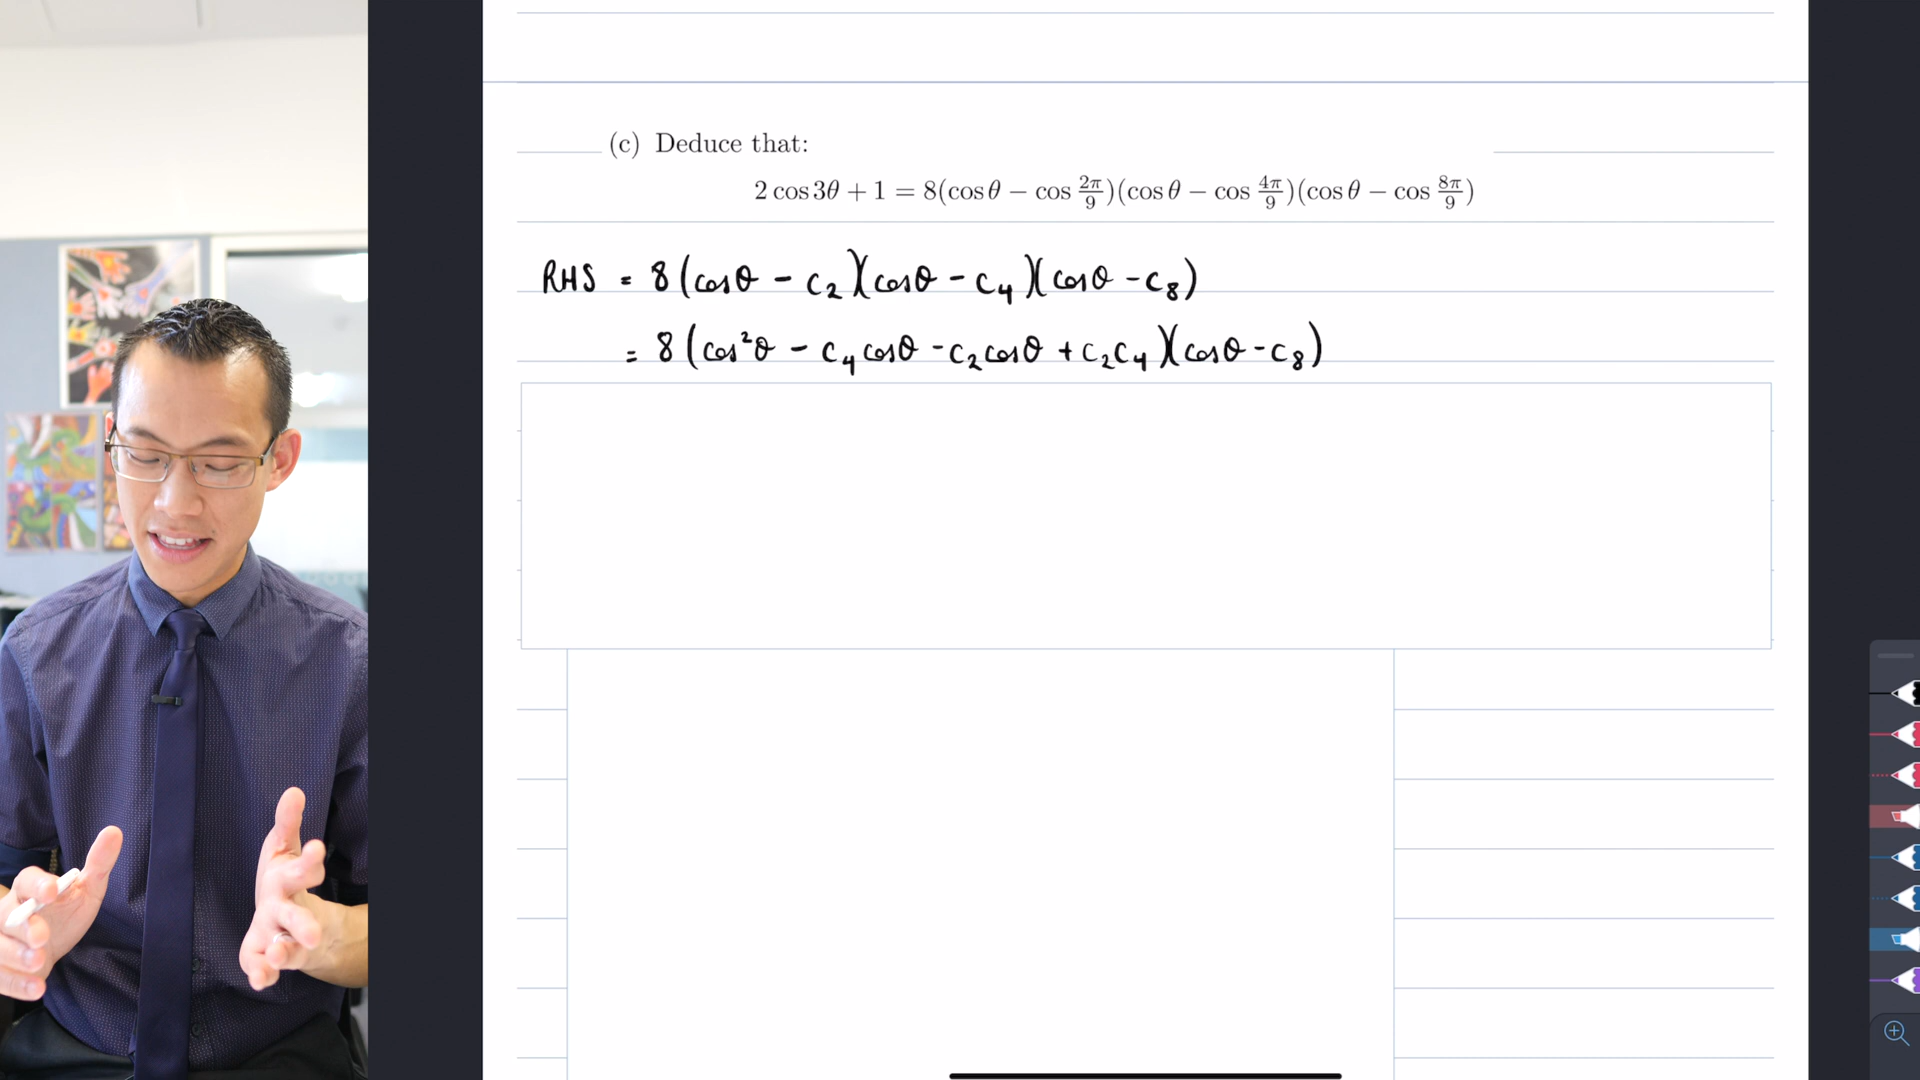 (c) Deduce that:
2 cos 3θ + 1 = 8(cos θ − cos 2π/9)(cos θ − cos 4π/9)(cos θ − cos 8π/9)
RHS = 8(cosθ − c₂)(cosθ − c₄)(cosθ − c₈)
= 8(cos²θ − c₄cosθ − c₂cosθ + c₂c₄)(cosθ − c₈)